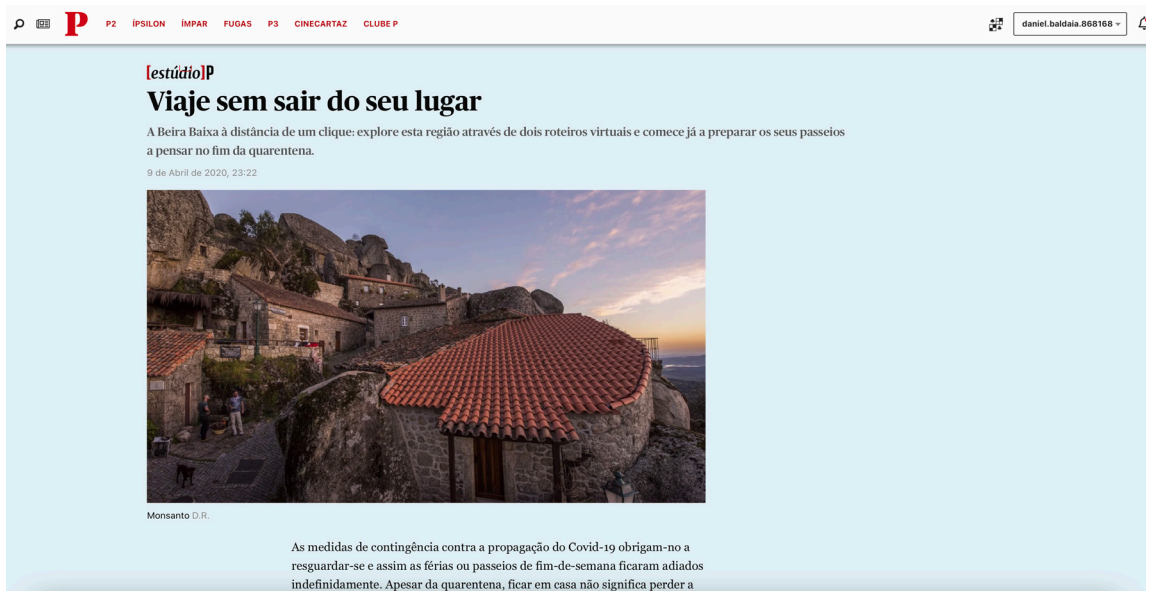 P
P2 ÍPSILON ÍMPAR FUGAS P3 CINECARTAZ CLUBE P
daniel.baldaia.868168
[estúdio]P
Viaje sem sair do seu lugar
A Beira Baixa à distância de um clique: explore esta região através de dois roteiros virtuais e comece já a preparar os seus passeios
a pensar no fim da quarentena.
9 de Abril de 2020, 23:22
Monsanto D.R.
As medidas de contingência contra a propagação do Covid-19 obrigam-no a
resguardar-se e assim as férias ou passeios de fim-de-semana ficaram adiados
indefinidamente. Apesar da quarentena, ficar em casa não significa perder a